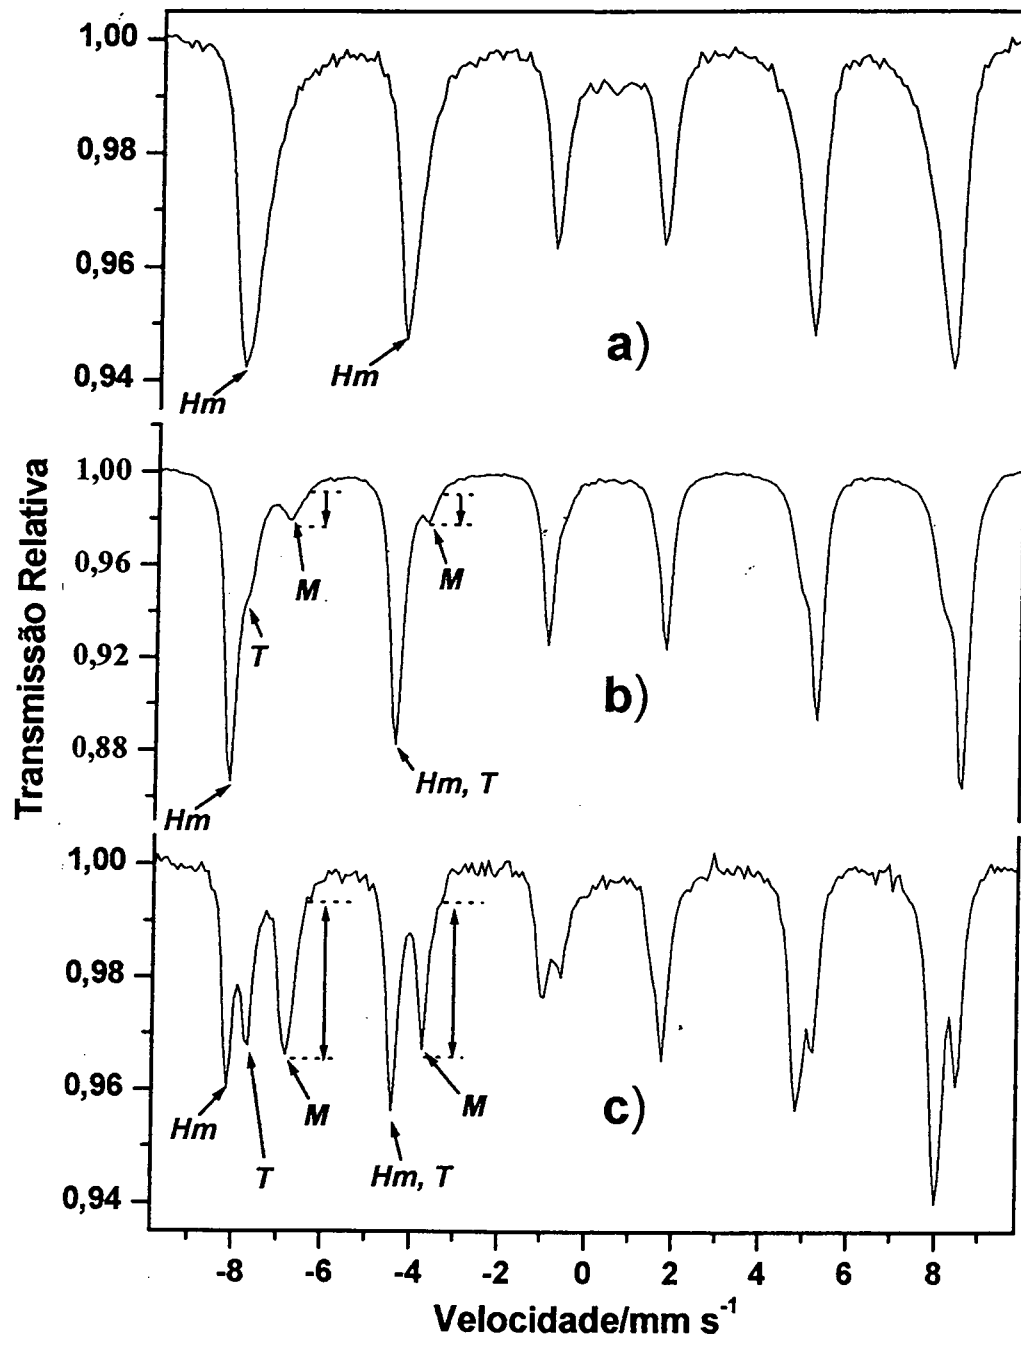 1,00
0,98
0,96
0,94
Hm
Hm
a)
Transmissão Relativa
1,00
0,96
0,92
0,88
M
M
T
b)
Hm, T
Hm
1,00
0,98
0,96
0,94
Hm
T
M
M
Hm, T
c)
-8 -6 -4 -2 0 2 4 6 8
Velocidade/mm s⁻¹